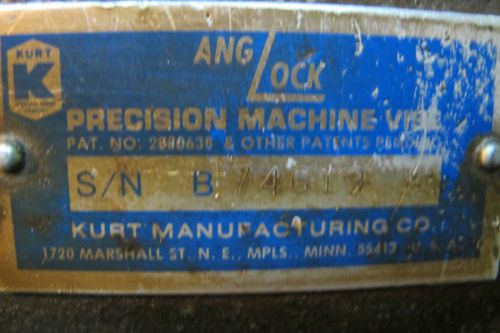 KURT
K
ANG
LOCK
PRECISION MACHINE VISE
PAT. NO. 2880638 & OTHER PATENTS
S/N B 74619
KURT MANUFACTURING CO.
1720 MARSHALL ST. N. E., MPLS., MINN. 55413 U. S. A.